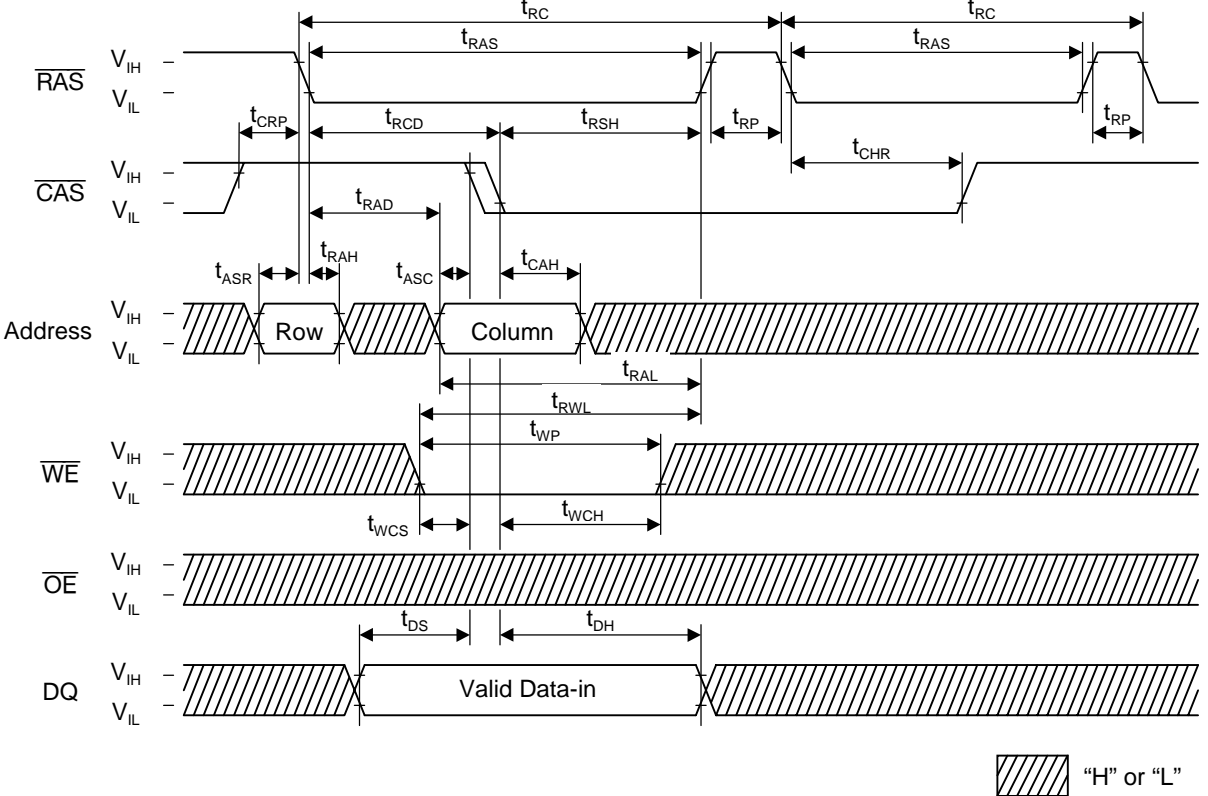 tRC tRC
tRAS tRAS
RAS VIH
VIL
tCRP tRCD tRSH tRP tRP
tCHR
CAS VIH
VIL
tRAD
tASR tRAH tASC tCAH
Address VIH Row Column
VIL
tRAL
tRWL
tWP
WE VIH
VIL
tWCS tWCH
OE VIH
VIL
tDS tDH
DQ VIH Valid Data-in
VIL
“H” or “L”